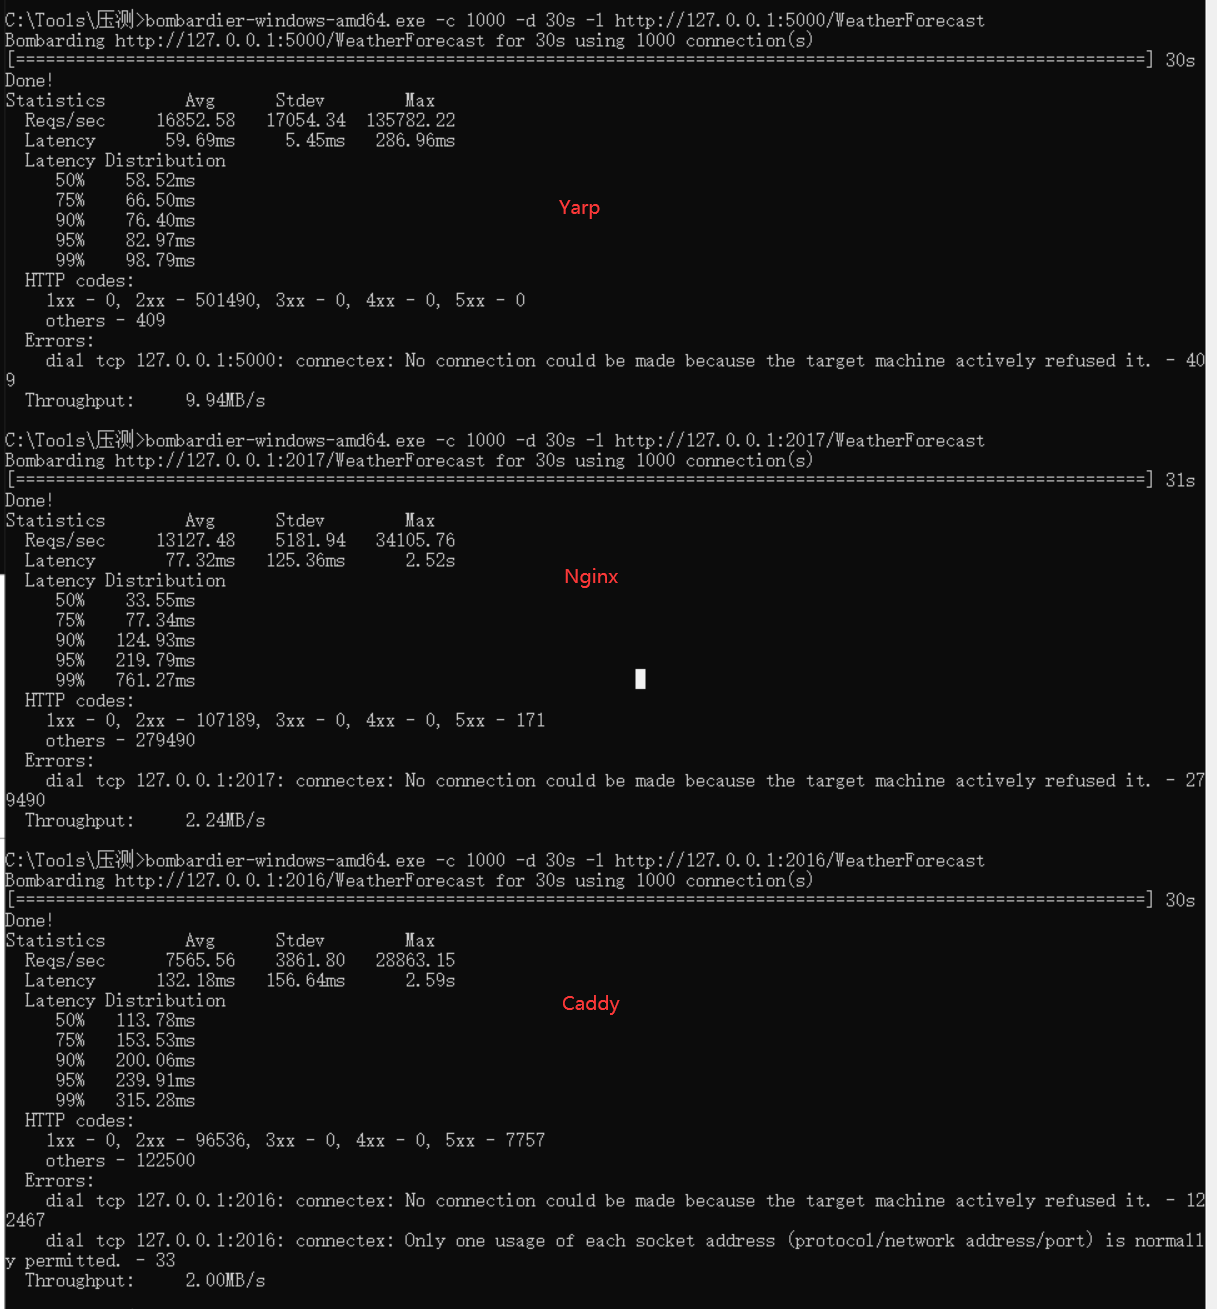 C:\Tools\压测>bombardier-windows-amd64.exe -c 1000 -d 30s -l http://127.0.0.1:5000/WeatherForecast
Bombarding http://127.0.0.1:5000/WeatherForecast for 30s using 1000 connection(s)
[=================================================================================================================] 30s
Done!
Statistics        Avg      Stdev        Max
  Reqs/sec     16852.58   17054.34  135782.22
  Latency       59.69ms     5.45ms   286.96ms
  Latency Distribution
     50%    58.52ms
     75%    66.50ms
     90%    76.40ms
     95%    82.97ms
     99%    98.79ms
Yarp
  HTTP codes:
    1xx - 0, 2xx - 501490, 3xx - 0, 4xx - 0, 5xx - 0
    others - 409
  Errors:
    dial tcp 127.0.0.1:5000: connectex: No connection could be made because the target machine actively refused it. - 40
9
  Throughput:     9.94MB/s
C:\Tools\压测>bombardier-windows-amd64.exe -c 1000 -d 30s -l http://127.0.0.1:2017/WeatherForecast
Bombarding http://127.0.0.1:2017/WeatherForecast for 30s using 1000 connection(s)
[=================================================================================================================] 31s
Done!
Statistics        Avg      Stdev        Max
  Reqs/sec     13127.48    5181.94   34105.76
  Latency       77.32ms   125.36ms      2.52s
  Latency Distribution
Nginx
     50%    33.55ms
     75%    77.34ms
     90%   124.93ms
     95%   219.79ms
     99%   761.27ms
  HTTP codes:
    1xx - 0, 2xx - 107189, 3xx - 0, 4xx - 0, 5xx - 171
    others - 279490
  Errors:
    dial tcp 127.0.0.1:2017: connectex: No connection could be made because the target machine actively refused it. - 27
9490
  Throughput:     2.24MB/s
C:\Tools\压测>bombardier-windows-amd64.exe -c 1000 -d 30s -l http://127.0.0.1:2016/WeatherForecast
Bombarding http://127.0.0.1:2016/WeatherForecast for 30s using 1000 connection(s)
[=================================================================================================================] 30s
Done!
Statistics        Avg      Stdev        Max
  Reqs/sec      7565.56    3861.80   28863.15
  Latency      132.18ms   156.64ms      2.59s
  Latency Distribution
Caddy
     50%   113.78ms
     75%   153.53ms
     90%   200.06ms
     95%   239.91ms
     99%   315.28ms
  HTTP codes:
    1xx - 0, 2xx - 96536, 3xx - 0, 4xx - 0, 5xx - 7757
    others - 122500
  Errors:
    dial tcp 127.0.0.1:2016: connectex: No connection could be made because the target machine actively refused it. - 12
2467
    dial tcp 127.0.0.1:2016: connectex: Only one usage of each socket address (protocol/network address/port) is normall
y permitted. - 33
  Throughput:     2.00MB/s